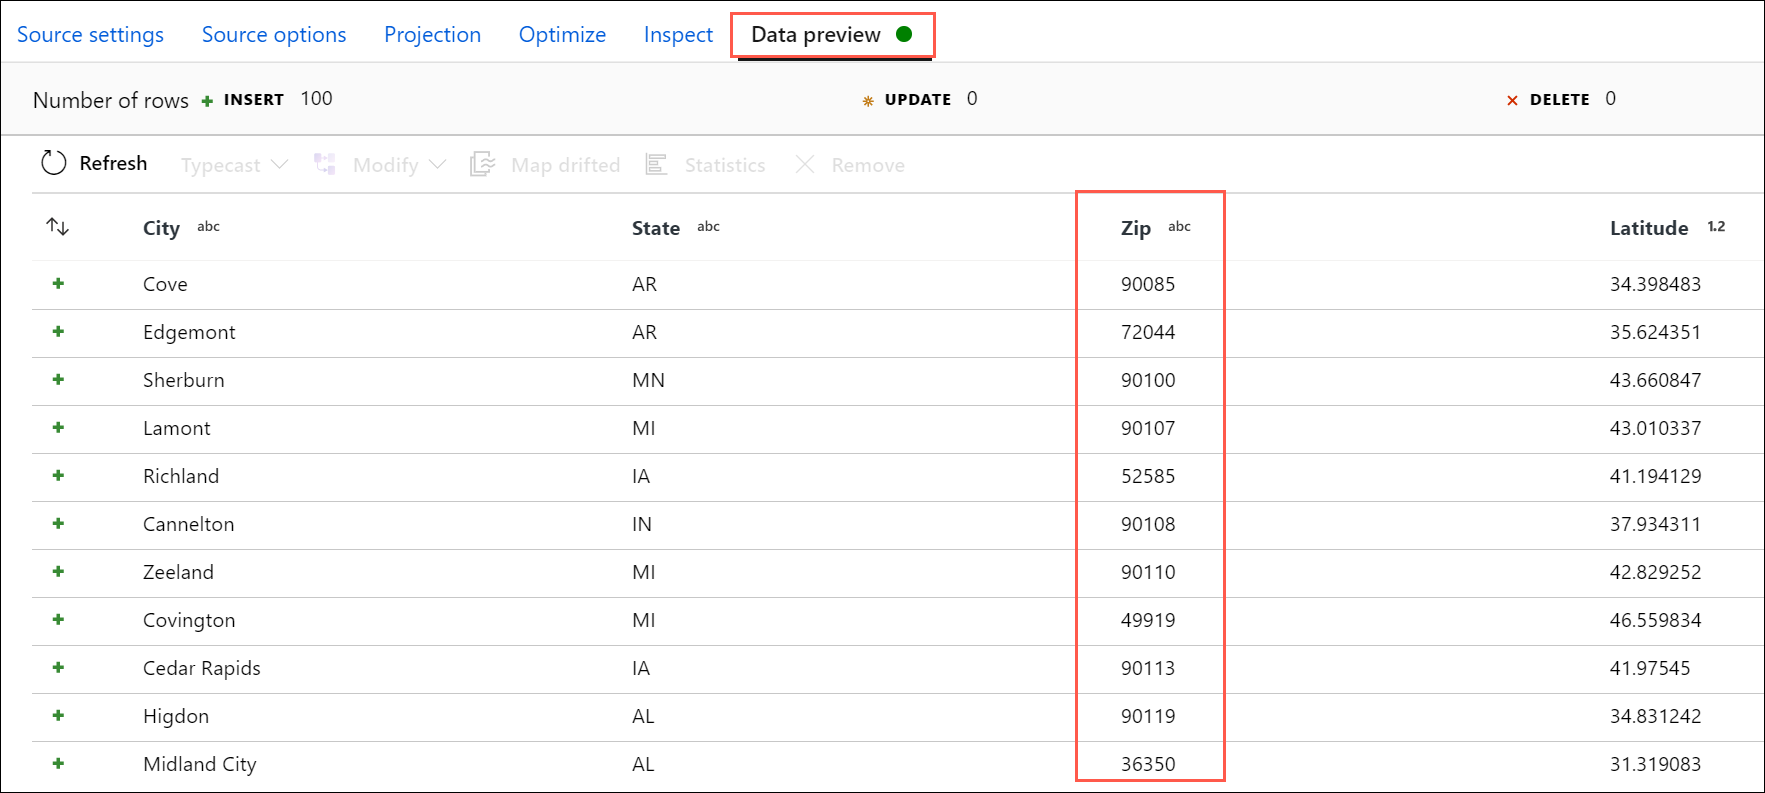 Source settings Source options Projection Optimize Inspect Data preview
Number of rows + INSERT 100 UPDATE 0 × DELETE 0
Refresh Typecast Modify Map drifted Statistics Remove
City abc State abc Zip abc Latitude 1.2
+ Cove AR 90085 34.398483
+ Edgemont AR 72044 35.624351
+ Sherburn MN 90100 43.660847
+ Lamont MI 90107 43.010337
+ Richland IA 52585 41.194129
+ Cannelton IN 90108 37.934311
+ Zeeland MI 90110 42.829252
+ Covington MI 49919 46.559834
+ Cedar Rapids IA 90113 41.97545
+ Higdon AL 90119 34.831242
+ Midland City AL 36350 31.319083